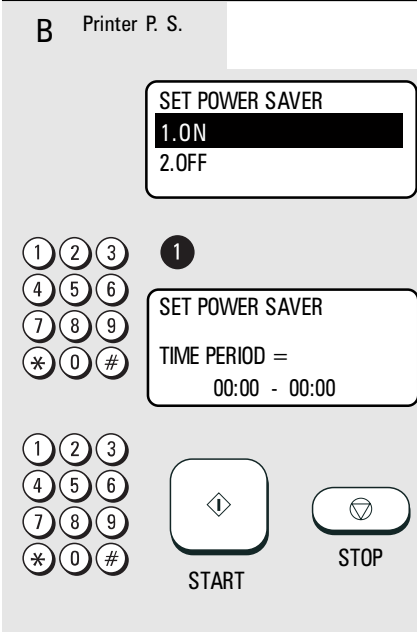 B Printer P. S.
SET POWER SAVER
1.ON
2.OFF
1 2 3
4 5 6
7 8 9
* 0 #
1
SET POWER SAVER
TIME PERIOD =
00:00 - 00:00
1 2 3
4 5 6
7 8 9
* 0 #
START
STOP